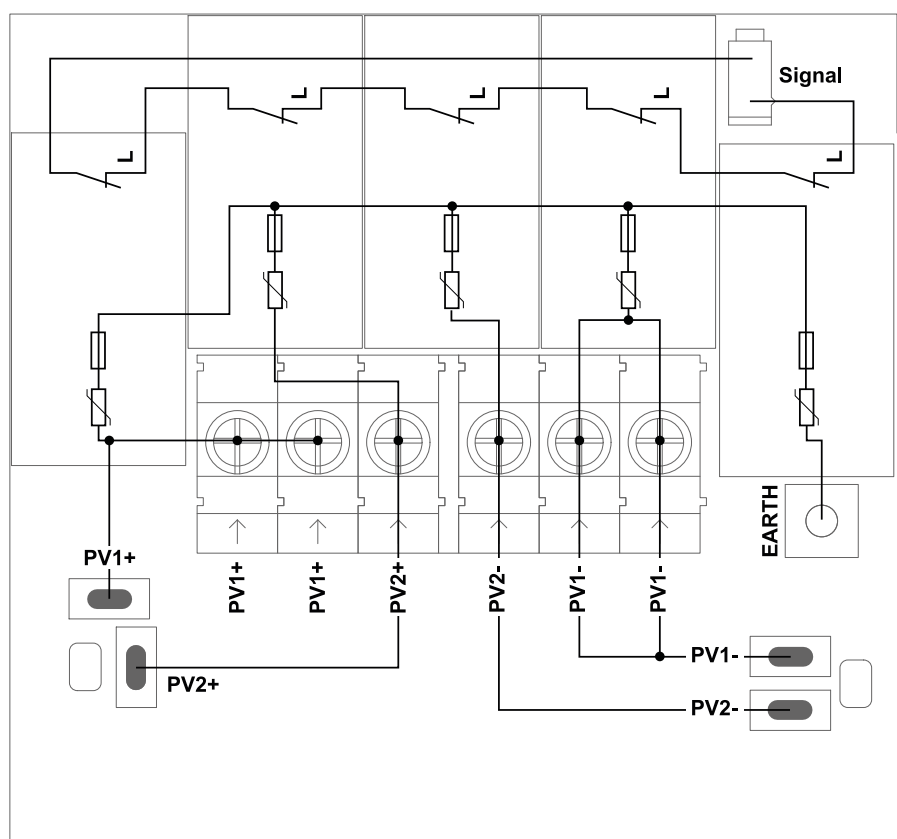 Signal
L
L
L
L
L
EARTH
PV1+
PV1+
PV1+
PV2+
PV2-
PV1-
PV1-
PV1-
PV2+
PV2-